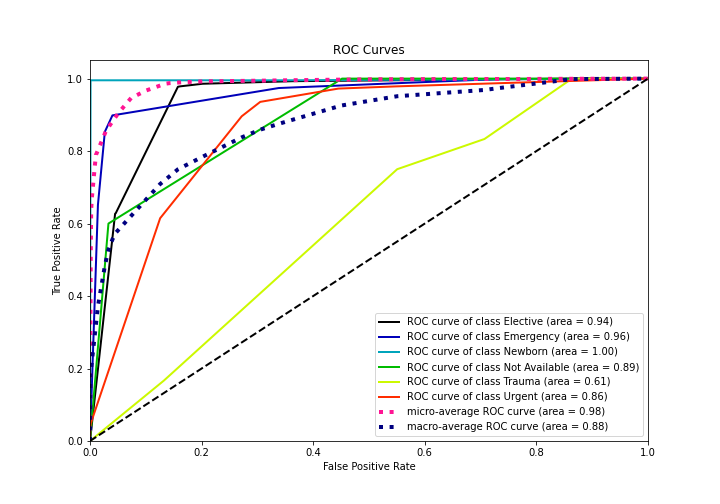 ROC Curves
1.0
0.8
0.6
0.4
0.2
0.0
True Positive Rate
ROC curve of class Elective (area = 0.94)
ROC curve of class Emergency (area = 0.96)
ROC curve of class Newborn (area = 1.00)
ROC curve of class Not Available (area = 0.89)
ROC curve of class Trauma (area = 0.61)
ROC curve of class Urgent (area = 0.86)
micro-average ROC curve (area = 0.98)
macro-average ROC curve (area = 0.88)
0.0 0.2 0.4 0.6 0.8 1.0
False Positive Rate